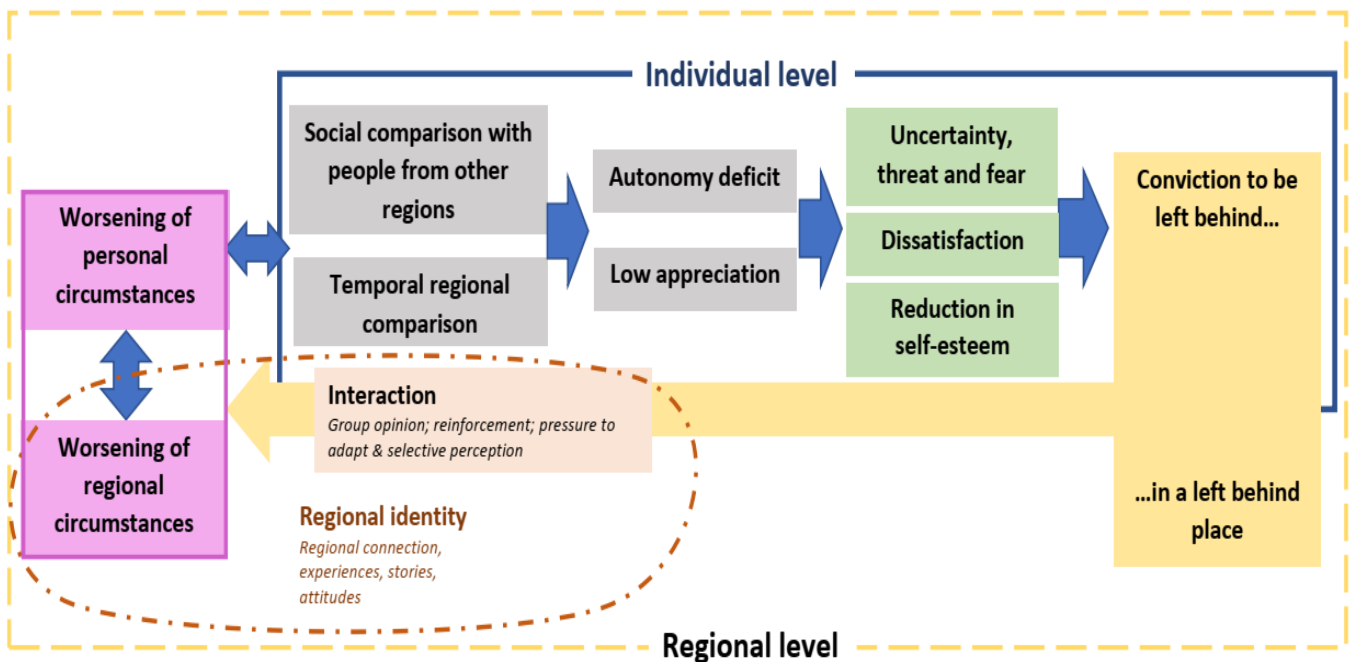 Individual level
Social comparison with
people from other
regions
Temporal regional
comparison
Autonomy deficit
Low appreciation
Uncertainty,
threat and fear
Dissatisfaction
Reduction in
self-esteem
Conviction to be
left behind...
...in a left behind
place
Worsening of
personal
circumstances
Worsening of
regional
circumstances
Interaction
Group opinion; reinforcement; pressure to
adapt & selective perception
Regional identity
Regional connection,
experiences, stories,
attitudes
Regional level